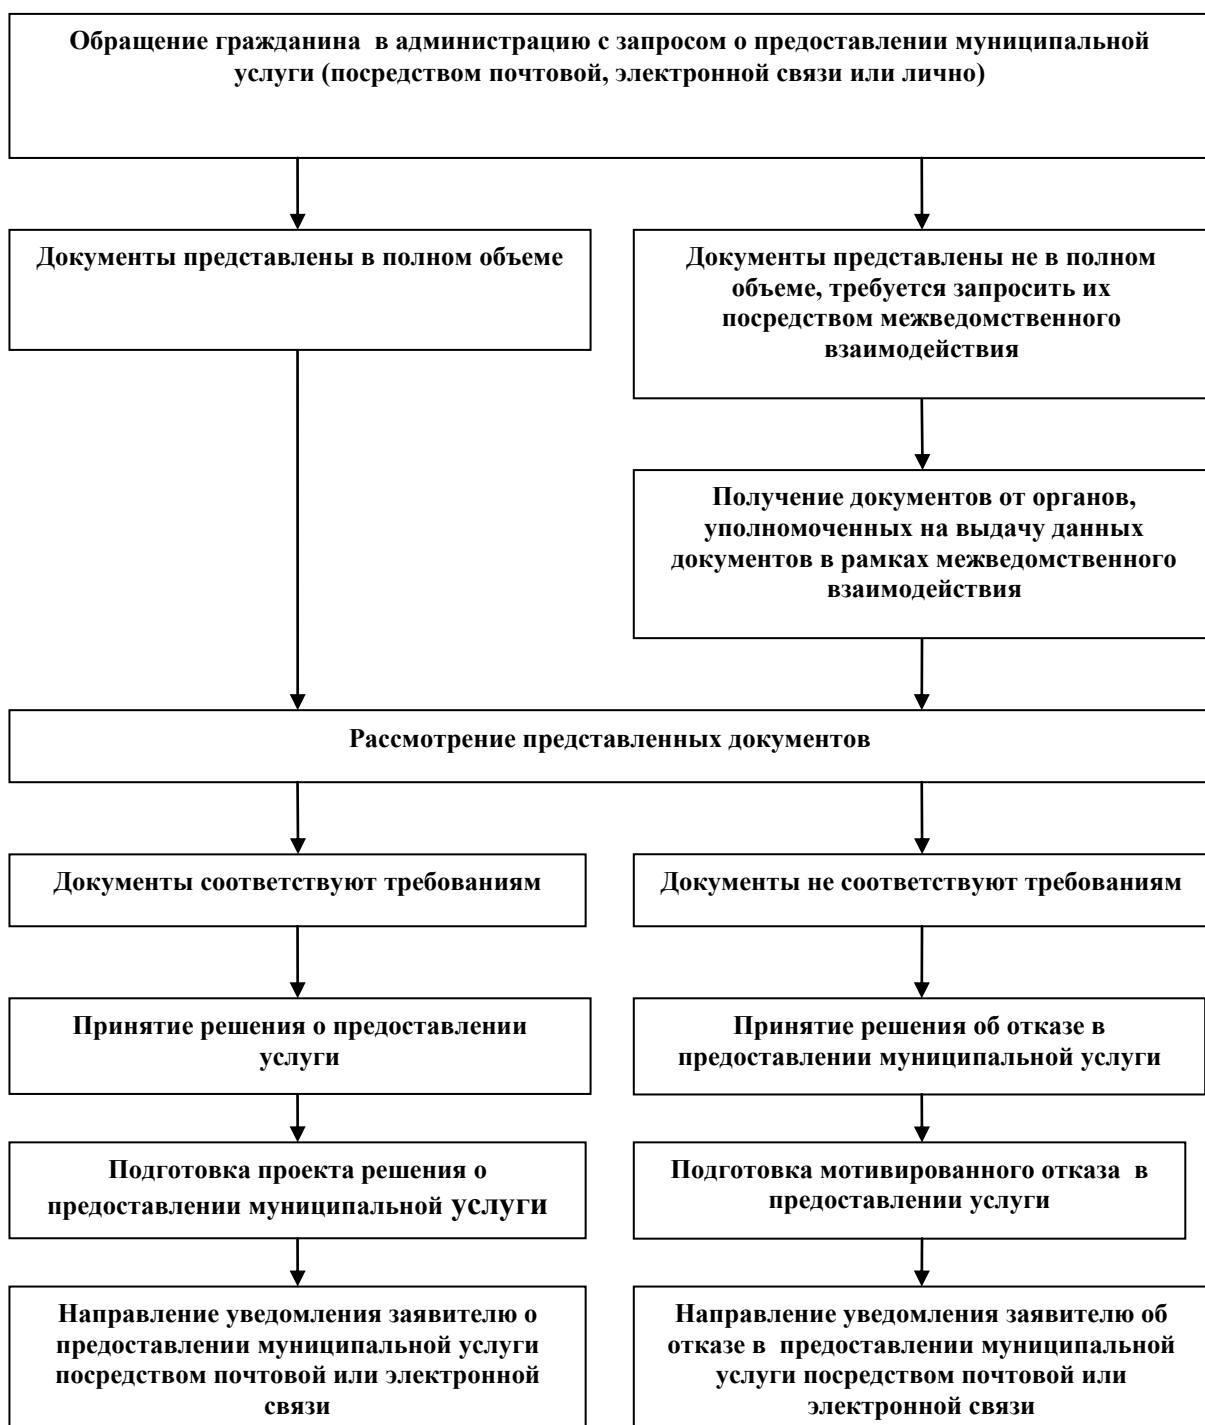 Обращение гражданина  в администрацию с запросом о предоставлении муниципальной
услуги (посредством почтовой, электронной связи или лично)
Документы представлены в полном объеме
Документы представлены не в полном
объеме, требуется запросить их
посредством межведомственного
взаимодействия
Получение документов от органов,
уполномоченных на выдачу данных
документов в рамках межведомственного
взаимодействия
Рассмотрение представленных документов
Документы соответствуют требованиям
Документы не соответствуют требованиям
Принятие решения о предоставлении
услуги
Принятие решения об отказе в
предоставлении муниципальной услуги
Подготовка проекта решения о
предоставлении муниципальной услуги
Подготовка мотивированного отказа  в
предоставлении услуги
Направление уведомления заявителю о
предоставлении муниципальной услуги
посредством почтовой или электронной
связи
Направление уведомления заявителю об
отказе в  предоставлении муниципальной
услуги посредством почтовой или
электронной связи